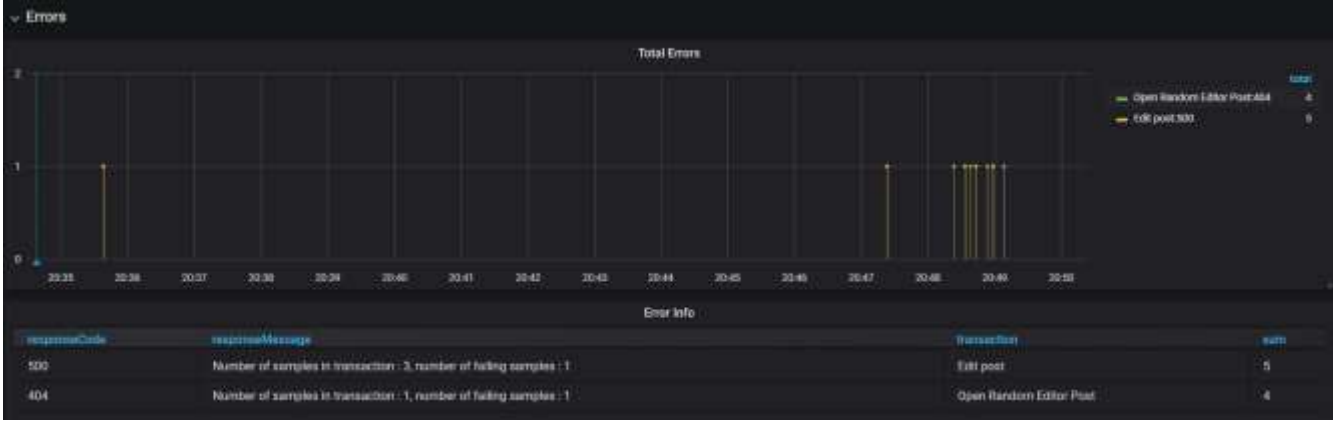 Errors
Total Errors
2
total
Open Random Editor Post:404 4
Edit post:500 5
1
0
20:35 20:36 20:37 20:38 20:39 20:40 20:41 20:42 20:43 20:44 20:45 20:46 20:47 20:48 20:49 20:50
Error Info
responseCode responseMessage transaction sum
500 Number of samples in transaction : 3, number of failing samples : 1 Edit post 5
404 Number of samples in transaction : 1, number of failing samples : 1 Open Random Editor Post 4